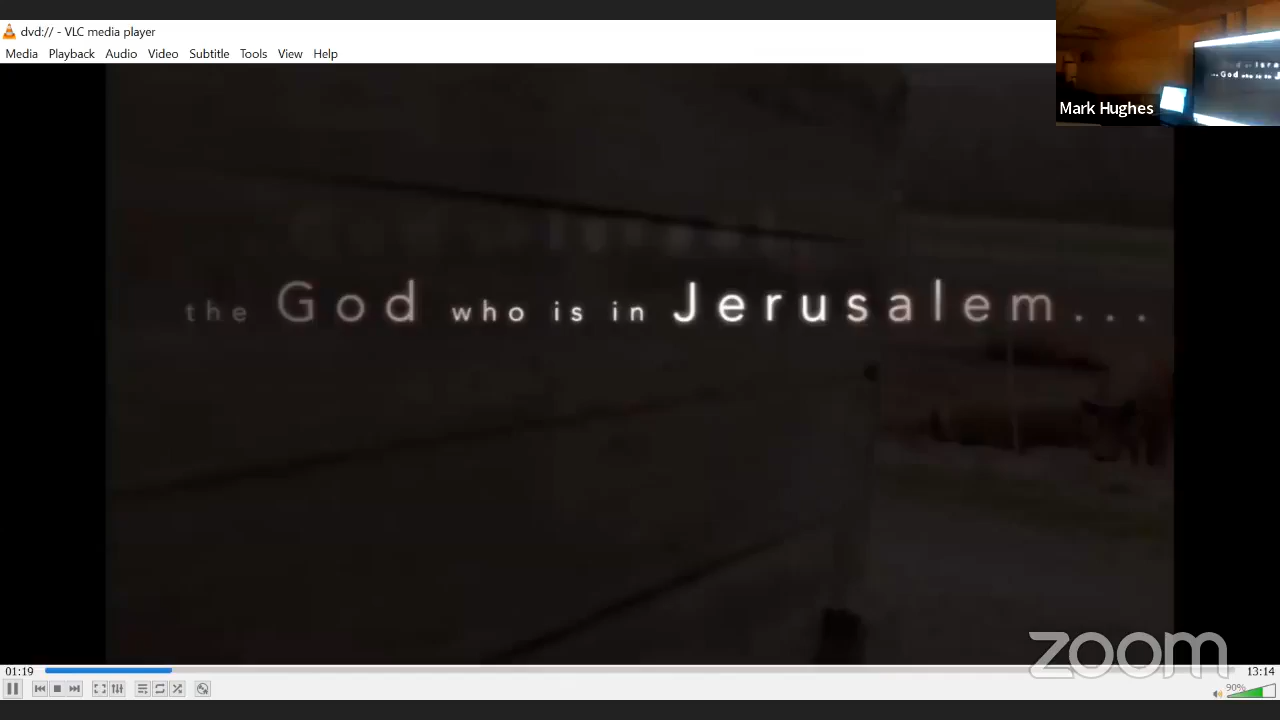 dvd:// - VLC media player
Media Playback Audio Video Subtitle Tools View Help
Mark Hughes
the God who is in Jerusalem...
zoom
01:19
13:14
90%